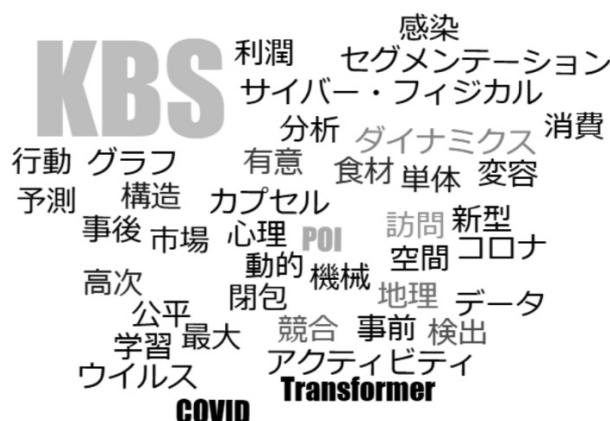 感染
KBS
利潤
セグメンテーション
サイバー・フィジカル
分析
ダイナミクス
消費
行動
グラフ
有意
食材
単体
変容
予測
構造
カプセル
訪問
新型
事後
市場
心理
POI
空間
コロナ
動的
機械
高次
閉包
地理
データ
公平
競合
事前
検出
学習
最大
アクティビティ
ウイルス
Transformer
COVID